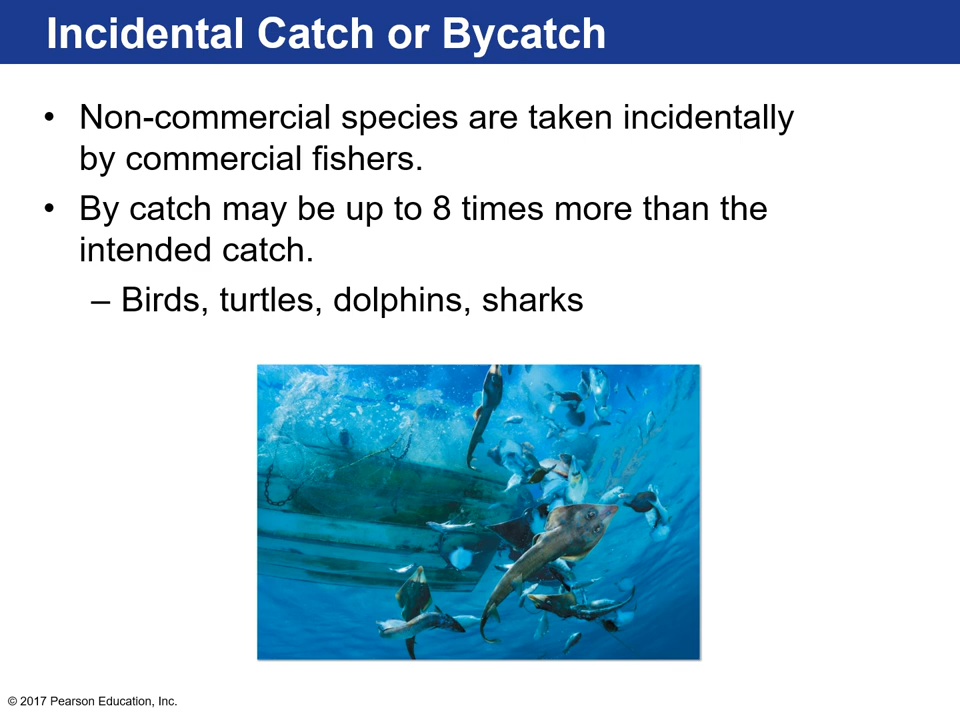 Incidental Catch or Bycatch
• Non-commercial species are taken incidentally
by commercial fishers.
• By catch may be up to 8 times more than the
intended catch.
– Birds, turtles, dolphins, sharks
© 2017 Pearson Education, Inc.